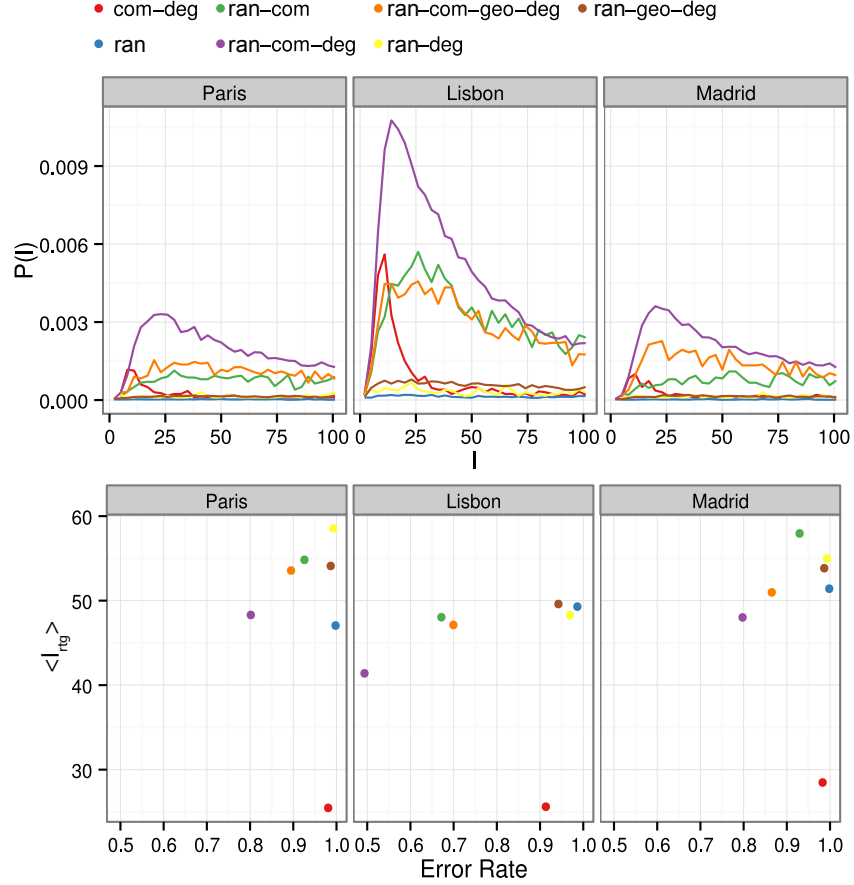 com−deg ran−com ran−com−geo−deg ran−geo−deg
ran ran−com−deg ran−deg
Paris Lisbon Madrid
0.009
0.006
0.003
0.000
P(l)
0 25 50 75 100 0 25 50 75 100 0 25 50 75 100
l
Paris Lisbon Madrid
60
50
40
30
<l_rtg>
0.5 0.6 0.7 0.8 0.9 1.0 0.5 0.6 0.7 0.8 0.9 1.0 0.5 0.6 0.7 0.8 0.9 1.0
Error Rate